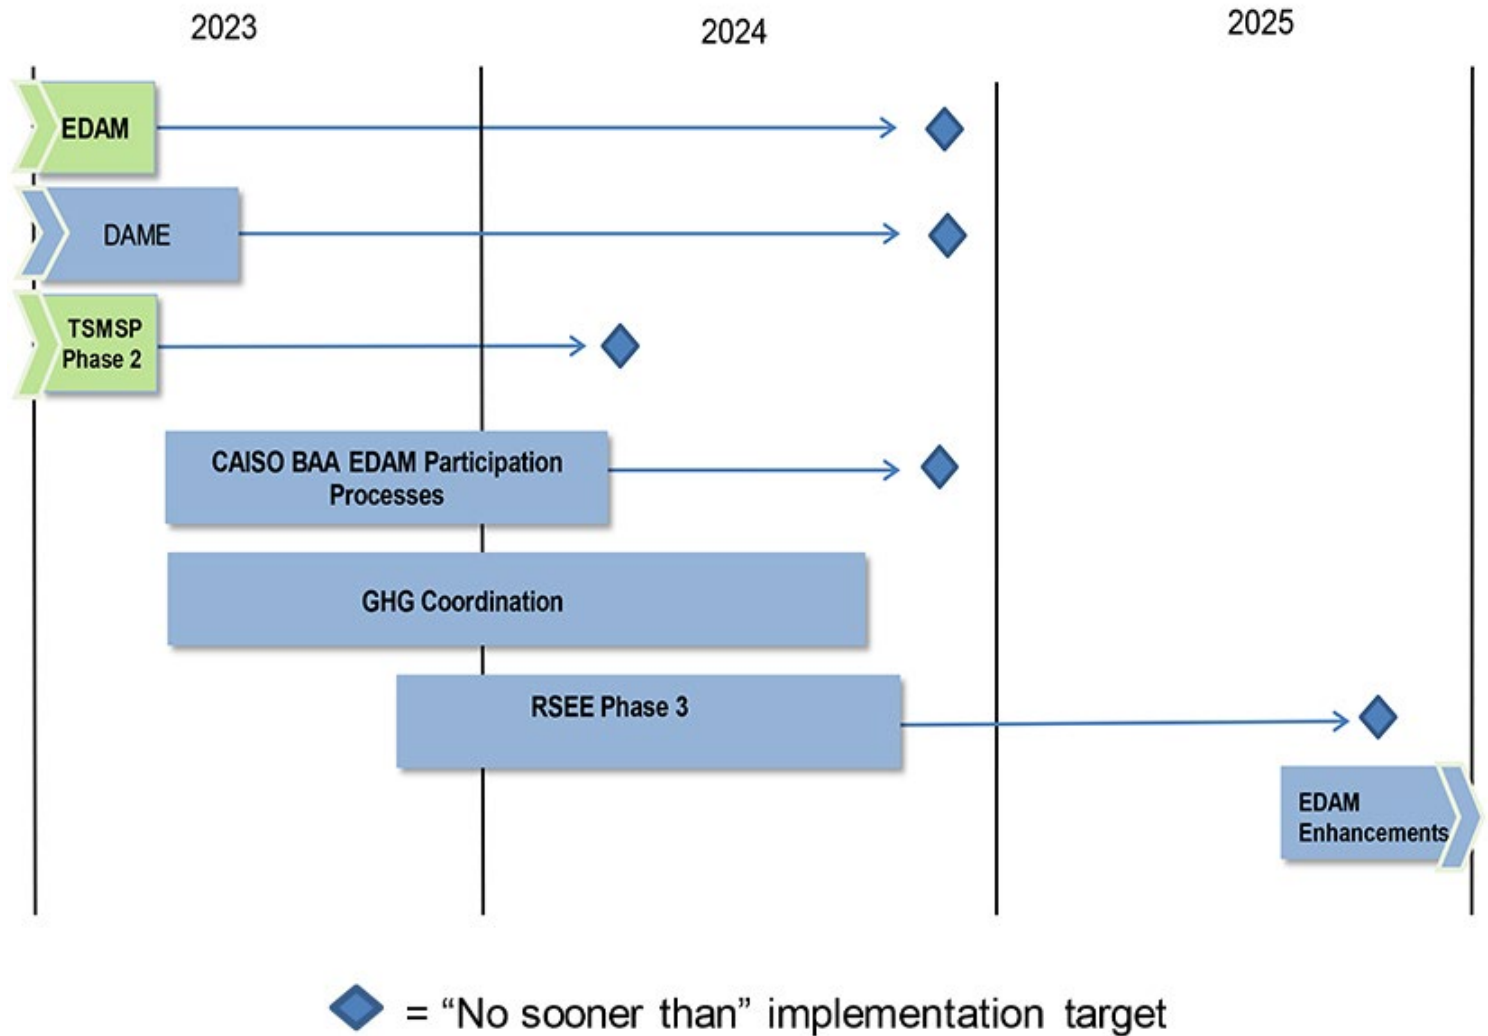 2023
2024
2025
EDAM
DAME
TSMSP
Phase 2
CAISO BAA EDAM Participation
Processes
GHG Coordination
RSEE Phase 3
EDAM
Enhancements
= “No sooner than” implementation target